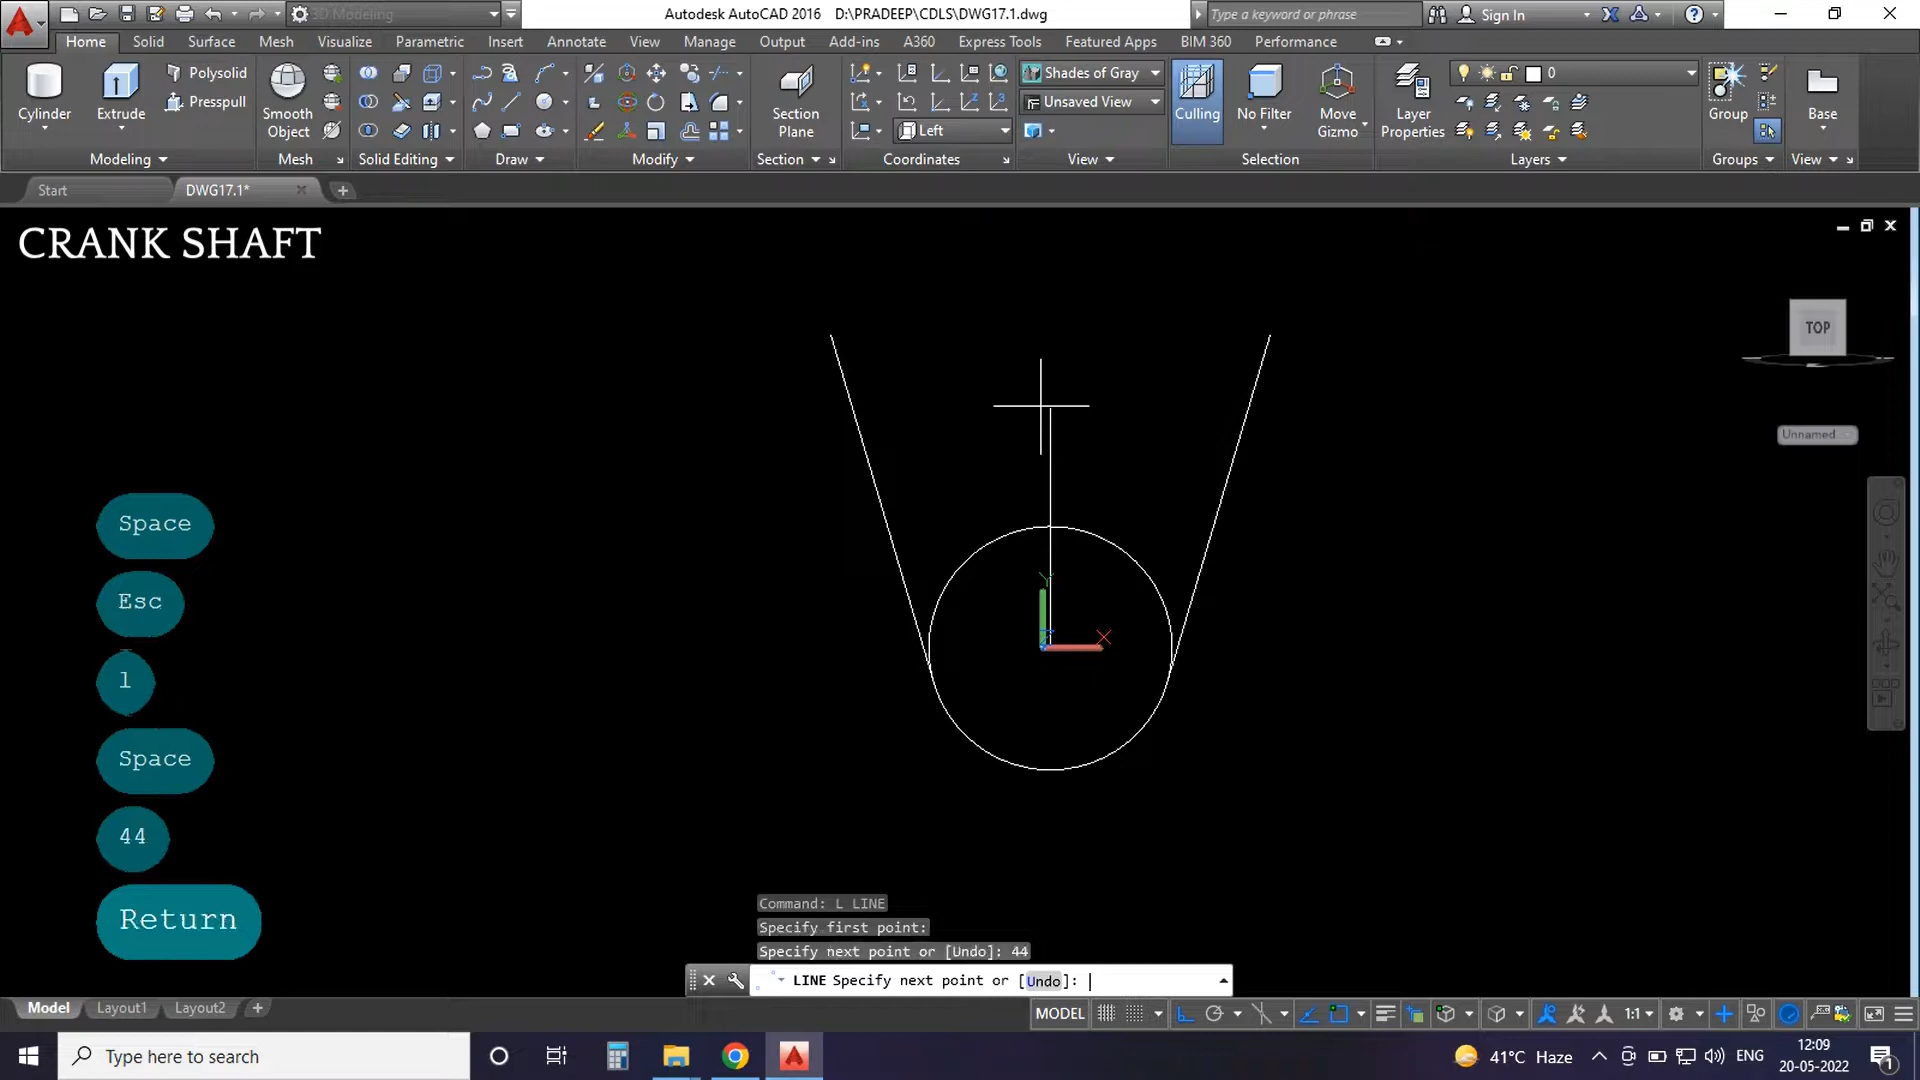 3D Modeling
Autodesk AutoCAD 2016 D:\PRADEEP\CDLS\DWG17.1.dwg
Type a keyword or phrase
Sign In
Home Solid Surface Mesh Visualize Parametric Insert Annotate View Manage Output Add-ins A360 Express Tools Featured Apps BIM 360 Performance
Cylinder
Extrude
Polysolid
Presspull
Smooth
Object
Section
Plane
Left
Shades of Gray
Unsaved View
Culling
No Filter
Move
Gizmo
Layer
Properties
0
Group
Base
Modeling Mesh Solid Editing Draw Modify Section Coordinates View Selection Layers Groups View
Start
DWG17.1*
CRANK SHAFT
TOP
Unnamed
Y
X
Space
Esc
l
Space
44
Return
Command: L LINE
Specify first point:
Specify next point or [Undo]: 44
LINE Specify next point or [Undo]:
Model Layout1 Layout2 +
MODEL
1:1
Type here to search
41°C Haze
ENG
12:09
20-05-2022
1